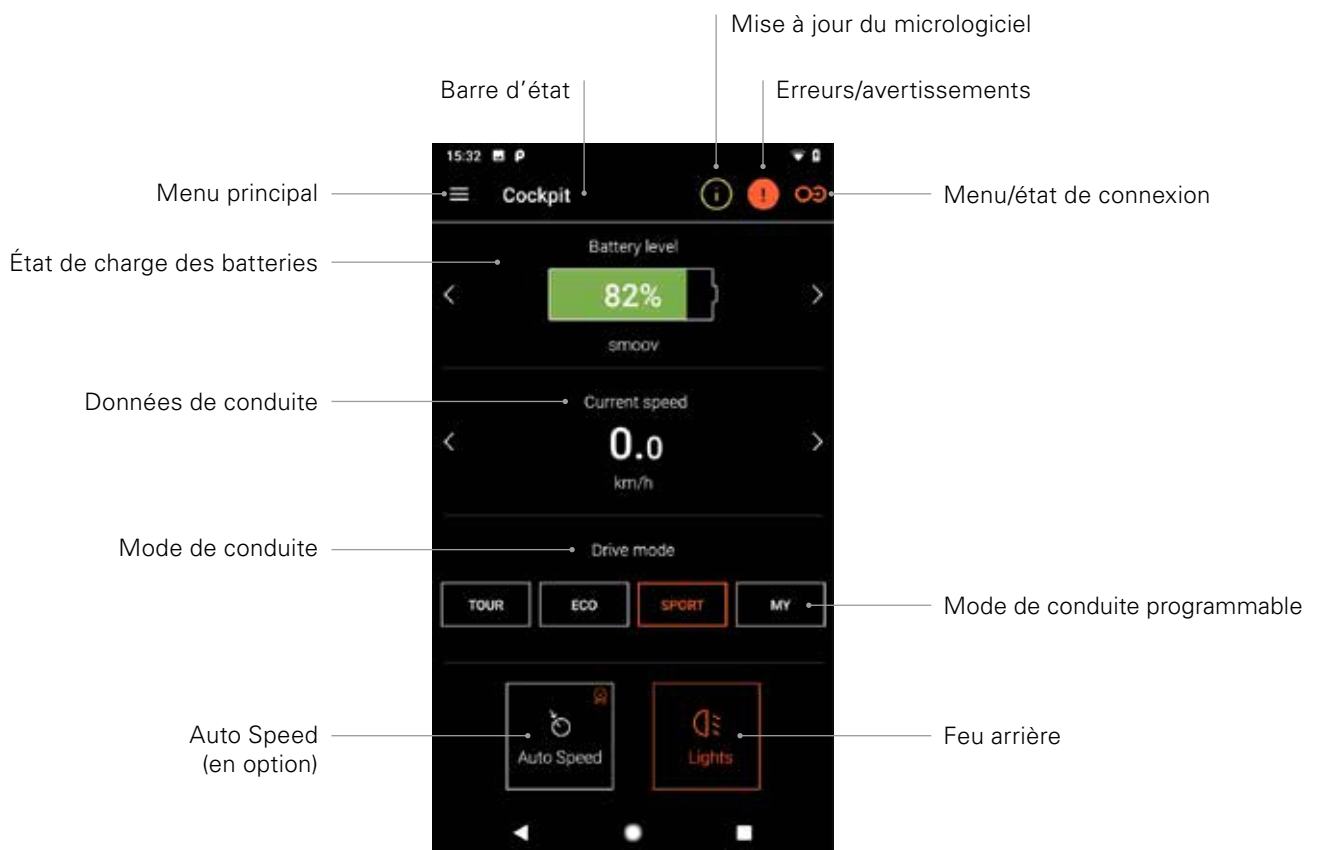 Mise à jour du micrologiciel
Barre d'état
Erreurs/avertissements
15:32 P
Menu principal
Cockpit
i
!
Menu/état de connexion
État de charge des batteries
Battery level
82%
smoov
Données de conduite
Current speed
0.0
km/h
Mode de conduite
Drive mode
TOUR ECO SPORT MY
Mode de conduite programmable
Auto Speed
(en option)
Auto Speed
Lights
Feu arrière